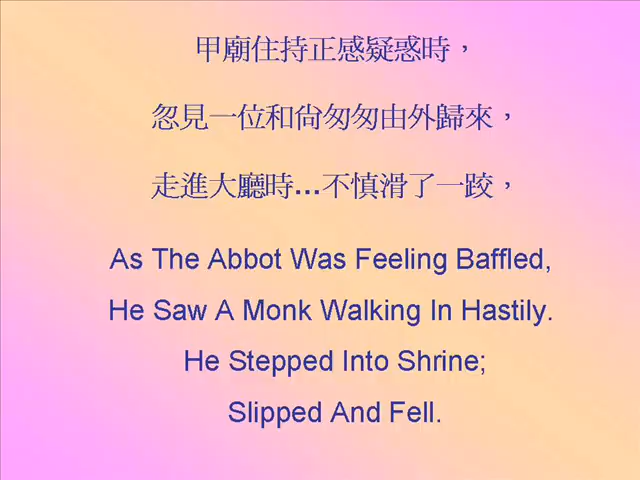 甲廟住持正感疑惑時，
忽見一位和尙匆匆由外歸來，
走進大廳時...不慎滑了一跤，
As The Abbot Was Feeling Baffled,
He Saw A Monk Walking In Hastily.
He Stepped Into Shrine;
Slipped And Fell.